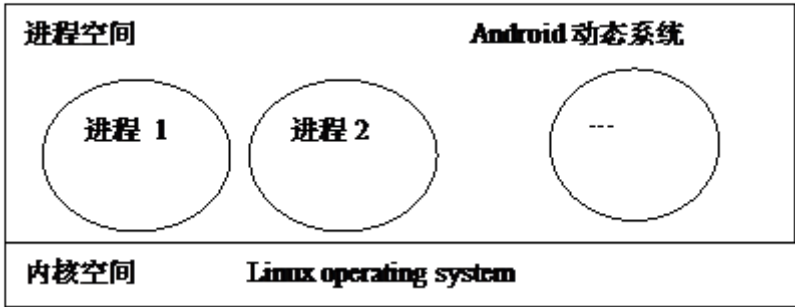 进程空间 Android 动态系统
进程 1 进程 2 ---
内核空间 Linux operating system